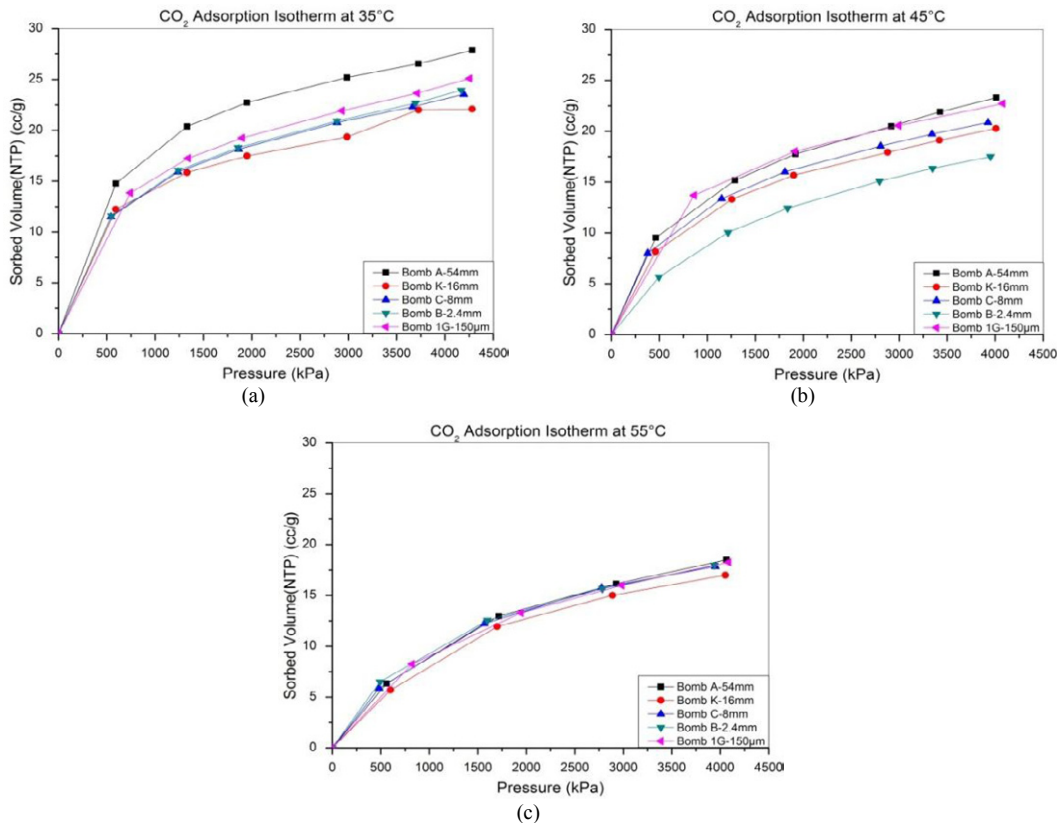 CO₂ Adsorption Isotherm at 35°C
30
25
20
15
10
5
0
Sorbed Volume(NTP) (cc/g)
Bomb A-54mm
Bomb K-16mm
Bomb C-8mm
Bomb B-2.4mm
Bomb 1G-150μm
0 500 1000 1500 2000 2500 3000 3500 4000 4500
Pressure (kPa)
(a)
CO₂ Adsorption Isotherm at 45°C
30
25
20
15
10
5
0
Sorbed Volume(NTP) (cc/g)
Bomb A-54mm
Bomb K-16mm
Bomb C-8mm
Bomb B-2.4mm
Bomb 1G-150μm
0 500 1000 1500 2000 2500 3000 3500 4000 4500
Pressure (kPa)
(b)
CO₂ Adsorption Isotherm at 55°C
30
25
20
15
10
5
0
Sorbed Volume(NTP) (cc/g)
Bomb A-54mm
Bomb K-16mm
Bomb C-8mm
Bomb B-2.4mm
Bomb 1G-150μm
0 500 1000 1500 2000 2500 3000 3500 4000 4500
Pressure (kPa)
(c)